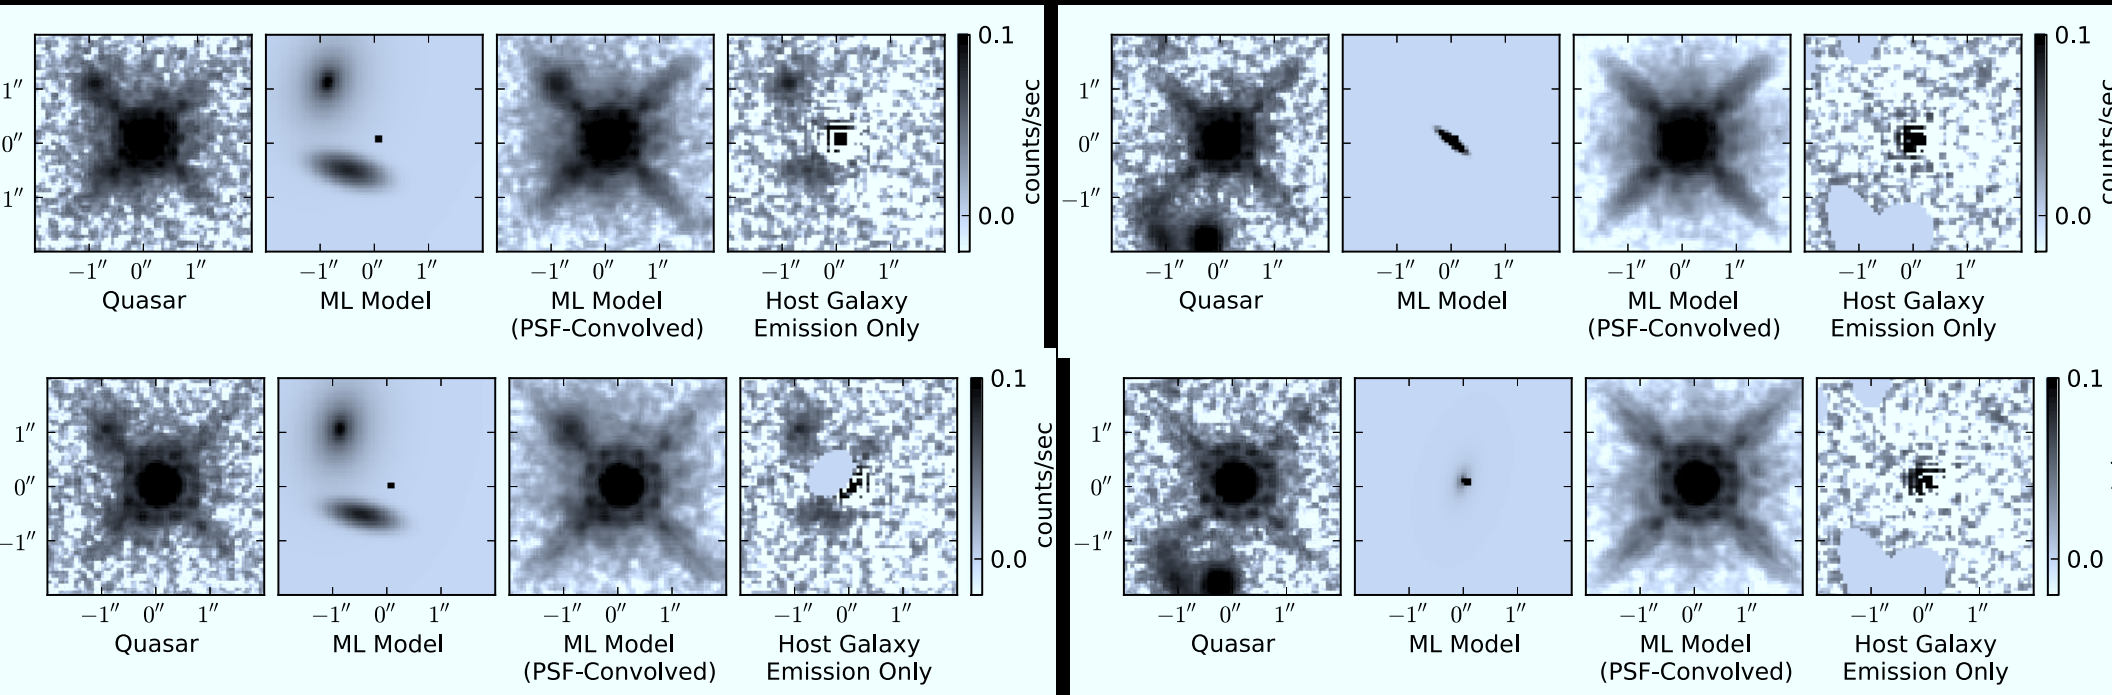 0.1
0.0
counts/sec
1″
0″
1″
−1″ 0″ 1″
−1″ 0″ 1″
−1″ 0″ 1″
−1″ 0″ 1″
Quasar
ML Model
ML Model
(PSF-Convolved)
Host Galaxy
Emission Only
0.1
0.0
counts/sec
1″
0″
−1″
−1″ 0″ 1″
−1″ 0″ 1″
−1″ 0″ 1″
−1″ 0″ 1″
Quasar
ML Model
ML Model
(PSF-Convolved)
Host Galaxy
Emission Only
0.1
0.0
counts/sec
1″
0″
−1″
−1″ 0″ 1″
−1″ 0″ 1″
−1″ 0″ 1″
−1″ 0″ 1″
Quasar
ML Model
ML Model
(PSF-Convolved)
Host Galaxy
Emission Only
0.1
0.0
1″
0″
−1″
−1″ 0″ 1″
−1″ 0″ 1″
−1″ 0″ 1″
−1″ 0″ 1″
Quasar
ML Model
ML Model
(PSF-Convolved)
Host Galaxy
Emission Only